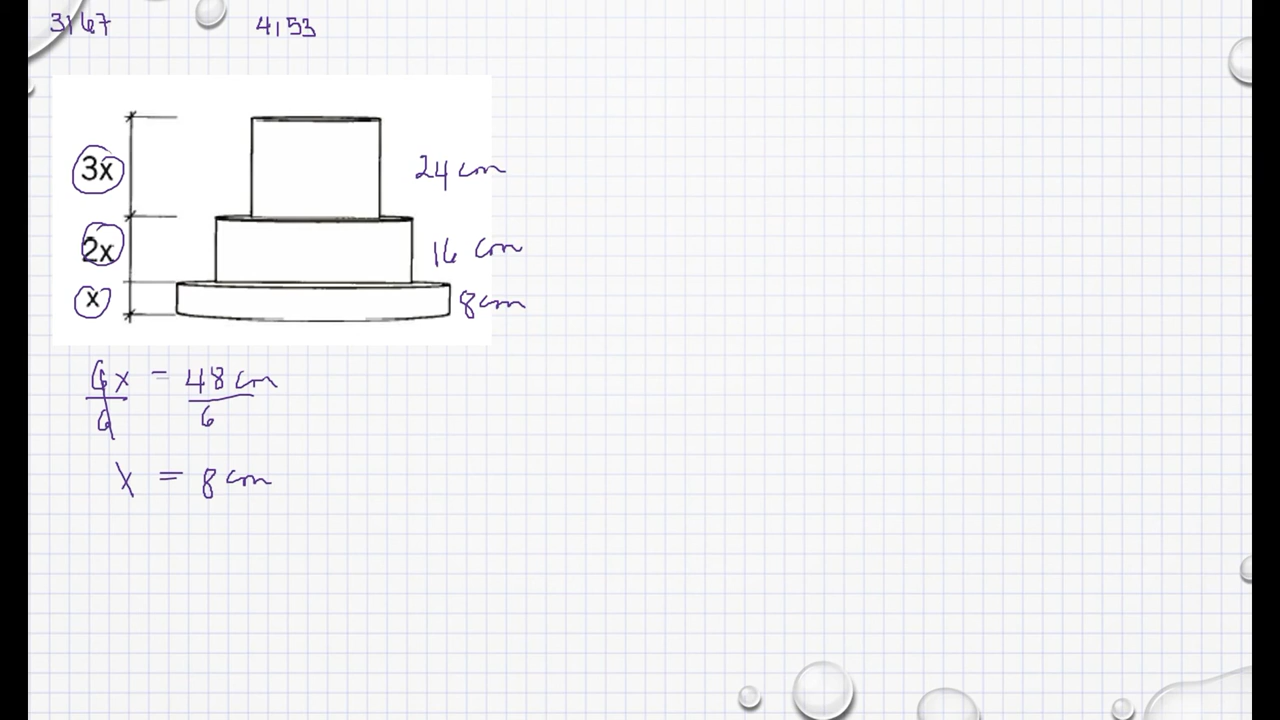 3167 4153
3x 24 cm
2x 16 cm
x 8 cm
6x = 48 cm
6 6
x = 8 cm